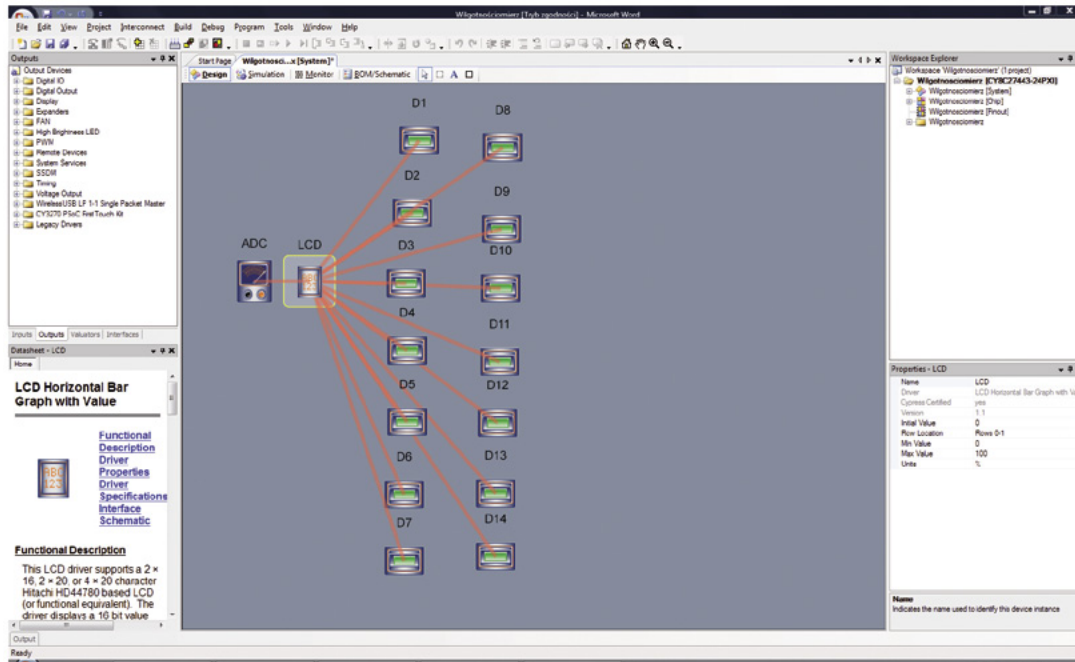 Wilgotnościomierz [Tryb zgodności] - Microsoft Word
File Edit View Project Interconnect Build Debug Program Tools Window Help
Outputs
Output Devices
Digital IO
Digital Output
Display
Expanders
FAN
High Brightness LED
PWM
Remote Devices
System Services
SSDM
Timing
Voltage Output
WirelessUSB LF 1-1 Single Packet Master
CY3270 PSoC FirstTouch Kit
Legacy Drivers
Inputs Outputs Valuators Interfaces
Datasheet - LCD
Home
LCD Horizontal Bar
Graph with Value
ABC
123
Functional
Description
Driver
Properties
Driver
Specifications
Interface
Schematic
Functional Description
This LCD driver supports a 2 ×
16, 2 × 20, or 4 × 20 character
Hitachi HD44780 based LCD
(or functional equivalent). The
driver displays a 16 bit value
Output
Ready
Start Page Wilgotnosci...x [System]*
Design Simulation Monitor BOM/Schematic A
D1
D8
D2
D9
ADC LCD D3
D10
D4
D11
D5
D12
D6
D13
D7
D14
Workspace Explorer
Workspace 'Wilgotnosciomierz' (1 project)
Wilgotnosciomierz [CY8C27443-24PXI]
Wilgotnosciomierz [System]
Wilgotnosciomierz [Chip]
Wilgotnosciomierz [Pinout]
Wilgotnosciomierz
Properties - LCD
Name LCD
Driver LCD Horizontal Bar Graph with Va
Cypress Certified yes
Version 1.1
Initial Value 0
Row Location Rows 0-1
Min Value 0
Max Value 100
Units %
Name
Indicates the name used to identify this device instance